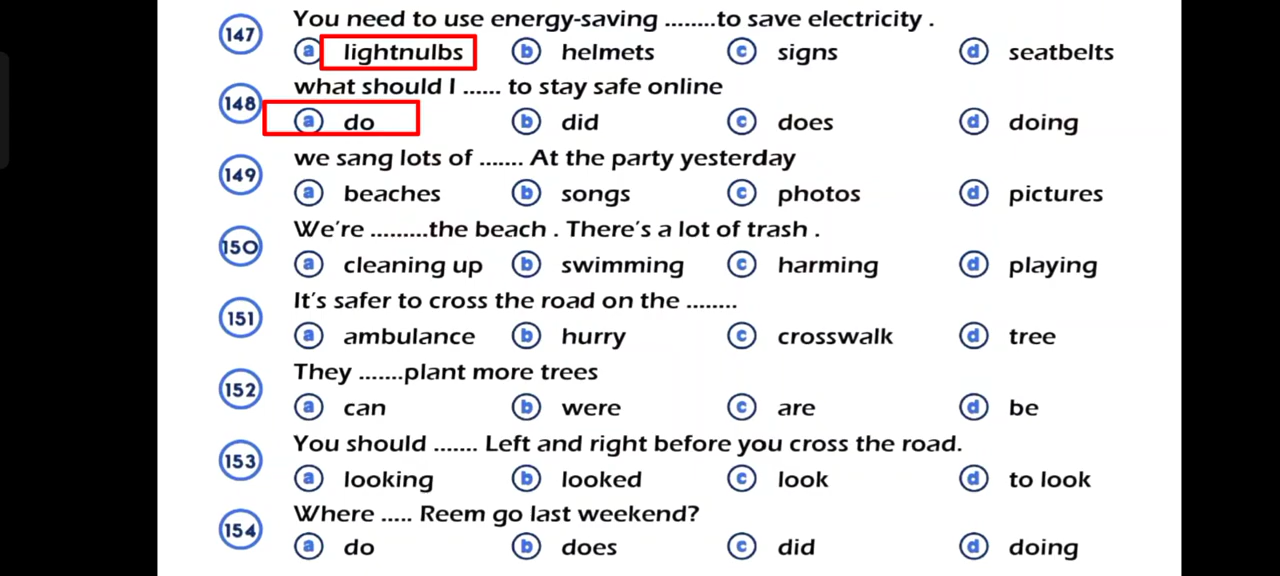 147 You need to use energy-saving ........to save electricity .
a lightnulbs b helmets c signs d seatbelts
148 what should I ...... to stay safe online
a do b did c does d doing
149 we sang lots of ....... At the party yesterday
a beaches b songs c photos d pictures
150 We're .........the beach . There's a lot of trash .
a cleaning up b swimming c harming d playing
151 It's safer to cross the road on the ........
a ambulance b hurry c crosswalk d tree
152 They .......plant more trees
a can b were c are d be
153 You should ....... Left and right before you cross the road.
a looking b looked c look d to look
154 Where ..... Reem go last weekend?
a do b does c did d doing